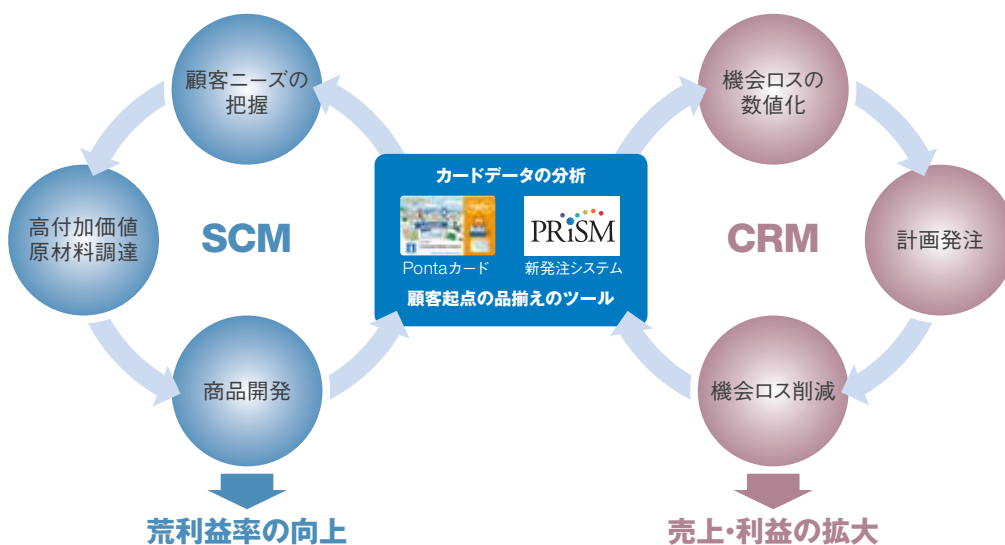 顧客ニーズの
把握
高付加価値
原材料調達
SCM
商品開発
荒利益率の向上
カードデータの分析
PRiSM
Pontaカード
新発注システム
顧客起点の品揃えのツール
機会ロスの
数値化
CRM
計画発注
機会ロス削減
売上・利益の拡大